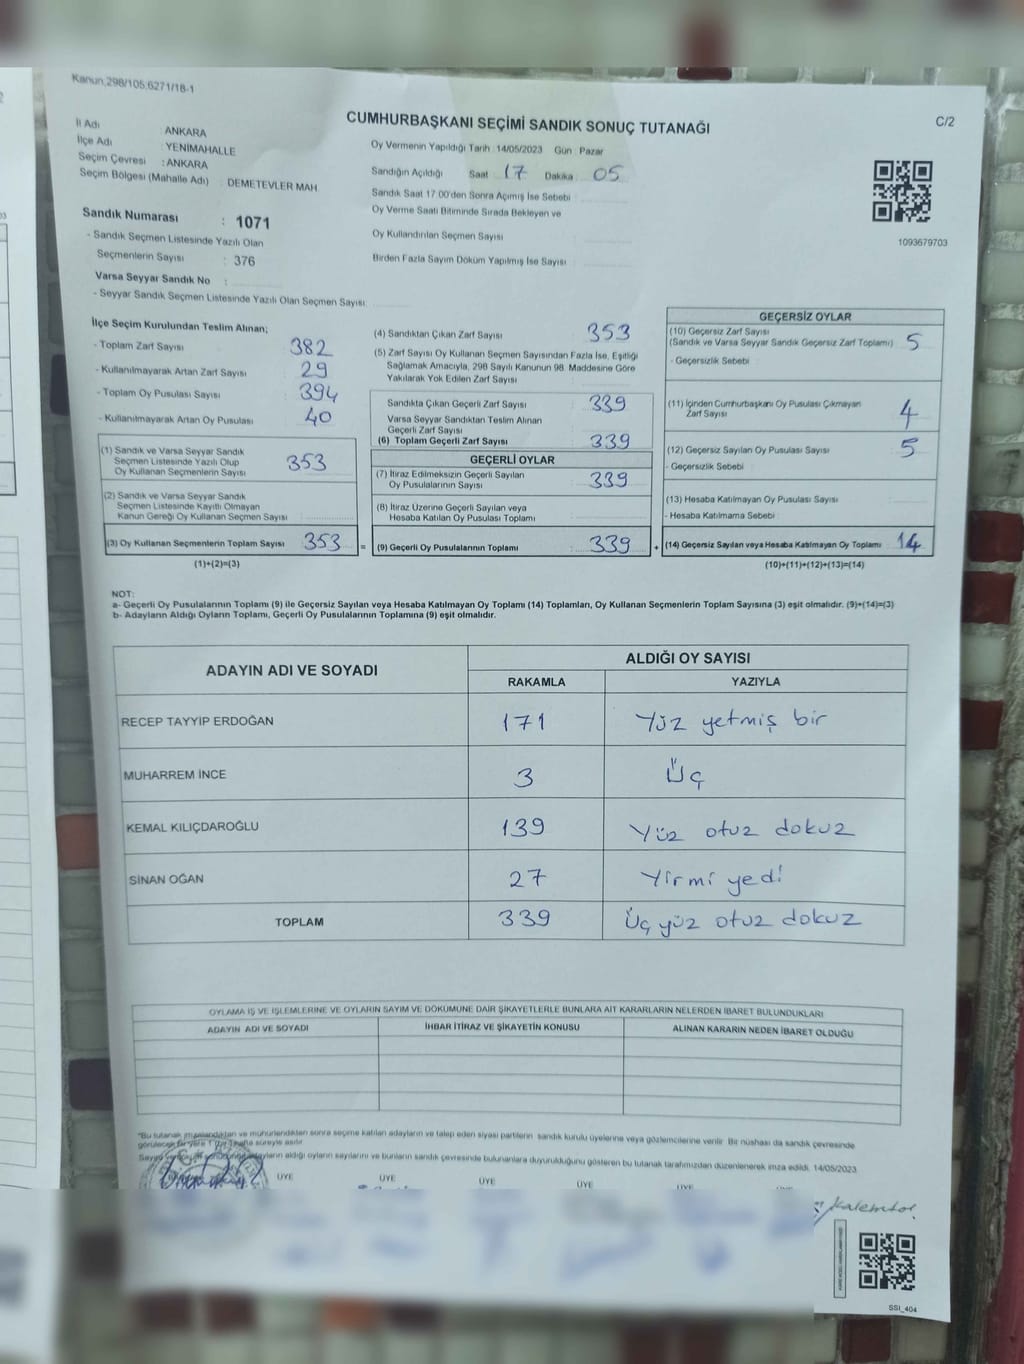 Kanun,298/105,6271/18-1
CUMHURBAŞKANI SEÇİMİ SANDIK SONUÇ TUTANAĞI
C/2
İl Adı : ANKARA
İlçe Adı : YENİMAHALLE
Seçim Çevresi : ANKARA
Seçim Bölgesi (Mahalle Adı) : DEMETEVLER MAH.
Oy Vermenin Yapıldığı Tarih : 14/05/2023 Gün : Pazar
Sandığın Açıldığı Saat : 17 Dakika : 05
Sandık Saat 17:00'den Sonra Açımış İse Sebebi :
Oy Verme Saati Bitiminde Sırada Bekleyen ve
Oy Kullandırılan Seçmen Sayısı :
Birden Fazla Sayım Döküm Yapılmış İse Sayısı :
1093679703
Sandık Numarası : 1071
- Sandık Seçmen Listesinde Yazılı Olan
Seçmenlerin Sayısı : 376
Varsa Seyyar Sandık No :
- Seyyar Sandık Seçmen Listesinde Yazılı Olan Seçmen Sayısı:
İlçe Seçim Kurulundan Teslim Alınan;
- Toplam Zarf Sayısı : 382
- Kullanılmayarak Artan Zarf Sayısı : 29
- Toplam Oy Pusulası Sayısı : 394
- Kullanılmayarak Artan Oy Pusulası : 40
(1) Sandık ve Varsa Seyyar Sandık
Seçmen Listesinde Yazılı Olup
Oy Kullanan Seçmenlerin Sayısı : 353
(2) Sandık ve Varsa Seyyar Sandık
Seçmen Listesinde Kayıtlı Olmayan
Kanun Gereği Oy Kullanan Seçmen Sayısı :
(3) Oy Kullanan Seçmenlerin Toplam Sayısı : 353
(1)+(2)=(3)
=
(4) Sandıktan Çıkan Zarf Sayısı : 353
(5) Zarf Sayısı Oy Kullanan Seçmen Sayısından Fazla İse, Eşitliği
Sağlamak Amacıyla, 298 Sayılı Kanunun 98. Maddesine Göre
Yakılarak Yok Edilen Zarf Sayısı :
Sandıkta Çıkan Geçerli Zarf Sayısı : 339
Varsa Seyyar Sandıktan Teslim Alınan
Geçerli Zarf Sayısı :
(6) Toplam Geçerli Zarf Sayısı : 339
GEÇERLİ OYLAR
(7) İtiraz Edilmeksizin Geçerli Sayılan
Oy Pusulalarının Sayısı : 339
(8) İtiraz Üzerine Geçerli Sayılan veya
Hesaba Katılan Oy Pusulası Toplamı :
(9) Geçerli Oy Pusulalarının Toplamı : 339
+
GEÇERSİZ OYLAR
(10) Geçersiz Zarf Sayısı
(Sandık ve Varsa Seyyar Sandık Geçersiz Zarf Toplamı) : 5
- Geçersizlik Sebebi :
(11) İçinden Cumhurbaşkanı Oy Pusulası Çıkmayan
Zarf Sayısı : 4
(12) Geçersiz Sayılan Oy Pusulası Sayısı : 5
- Geçersizlik Sebebi :
(13) Hesaba Katılmayan Oy Pusulası Sayısı :
- Hesaba Katılmama Sebebi :
(14) Geçersiz Sayılan veya Hesaba Katılmayan Oy Toplamı : 14
(10)+(11)+(12)+(13)=(14)
NOT:
a- Geçerli Oy Pusulalarının Toplamı (9) ile Geçersiz Sayılan veya Hesaba Katılmayan Oy Toplamı (14) Toplamları, Oy Kullanan Seçmenlerin Toplam Sayısına (3) eşit olmalıdır. (9)+(14)=(3)
b- Adayların Aldığı Oyların Toplamı, Geçerli Oy Pusulalarının Toplamına (9) eşit olmalıdır.
ADAYIN ADI VE SOYADI
ALDIĞI OY SAYISI
RAKAMLA YAZIYLA
RECEP TAYYİP ERDOĞAN 171 Yüz yetmiş bir
MUHARREM İNCE 3 Üç
KEMAL KILIÇDAROĞLU 139 Yüz otuz dokuz
SİNAN OĞAN 27 Yirmi yedi
TOPLAM 339 Üç yüz otuz dokuz
OYLAMA İŞ VE İŞLEMLERİNE VE OYLARIN SAYIM VE DÖKÜMÜNE DAİR ŞİKAYETLERLE BUNLARA AİT KARARLARIN NELERDEN İBARET BULUNDUKLARI
ADAYIN ADI VE SOYADI İHBAR İTİRAZ VE ŞİKAYETİN KONUSU ALINAN KARARIN NEDEN İBARET OLDUĞU
*Bu tutanak imzalandıktan ve mühürlendikten sonra seçime katılan adayların ve talep eden siyasi partilerin sandık kurulu üyelerine veya gözlemcilerine verilir. Bir nüshası da sandık çevresinde
görülecek bir yere 1 (bir) hafta süreyle asılır.
aldığı oyların sayılarını ve bunların sandık çevresinde bulunanlara duyurulduğunu gösteren bu tutanak tarafımızdan düzenlenerek imza edildi. 14/05/2023
ÜYE ÜYE ÜYE ÜYE ÜYE
SSI_404